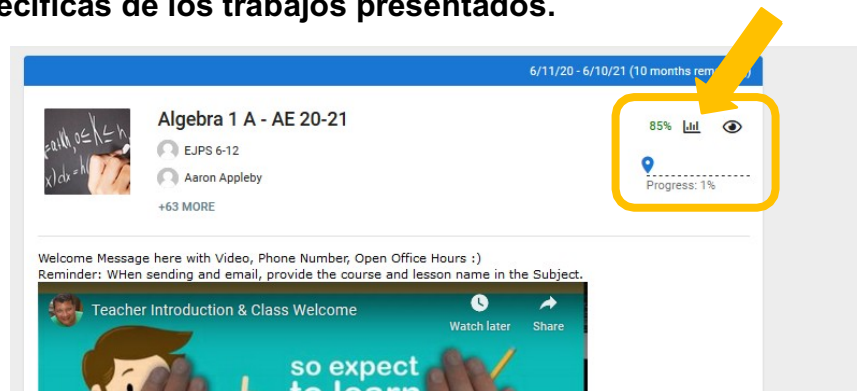 de los trabajos presentados.
6/11/20 - 6/10/21 (10 months
Algebra 1 A - AE 20-21
85%
EJPS 6-12
Aaron Appleby
Progress: 1%
+63 MORE
Welcome Message here with Video, Phone Number, Open Office Hours :)
Reminder: WHen sending and email, provide the course and lesson name in the Subject.
Teacher Introduction & Class Welcome
Watch later
Share
so expect
to learn